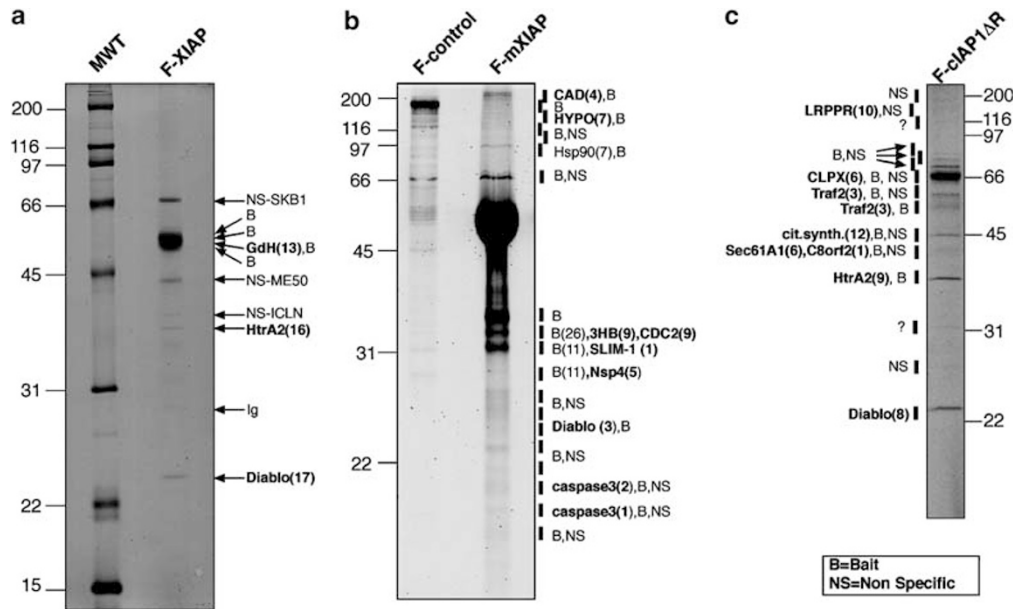 a
MWT
F-XIAP
200
116
97
66
45
31
22
15
NS-SKB1
B
B
GdH(13),B
B
NS-ME50
NS-ICLN
HtrA2(16)
Ig
Diablo(17)
b
F-control
F-mXIAP
200
116
97
66
45
31
22
CAD(4),B
B
HYPO(7),B
B,NS
Hsp90(7),B
B,NS
B
B(26),3HB(9),CDC2(9)
B(11),SLIM-1 (1)
B(11),Nsp4(5)
B,NS
Diablo (3),B
B,NS
caspase3(2),B,NS
caspase3(1),B,NS
B,NS
c
F-cIAP1ΔR
NS
LRPPR(10),NS
?
B,NS
CLPX(6), B, NS
Traf2(3), B, NS
Traf2(3), B
cit.synth.(12),B,NS
Sec61A1(6),C8orf2(1),B,NS
HtrA2(9), B
?
NS
Diablo(8)
200
116
97
66
45
31
22
B=Bait
NS=Non Specific